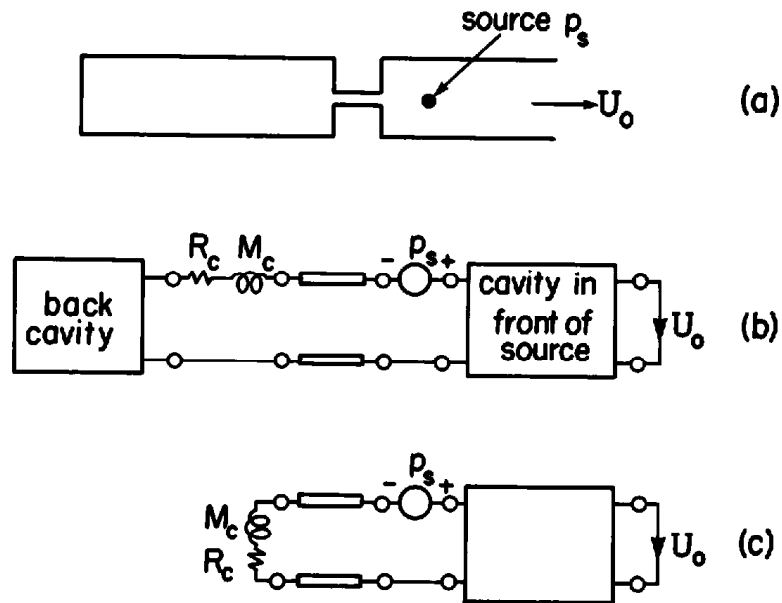 source p_s
U_o
(a)
R_c M_c
- p_s +
back cavity
cavity in front of source
U_o
(b)
- p_s +
M_c
R_c
U_o
(c)